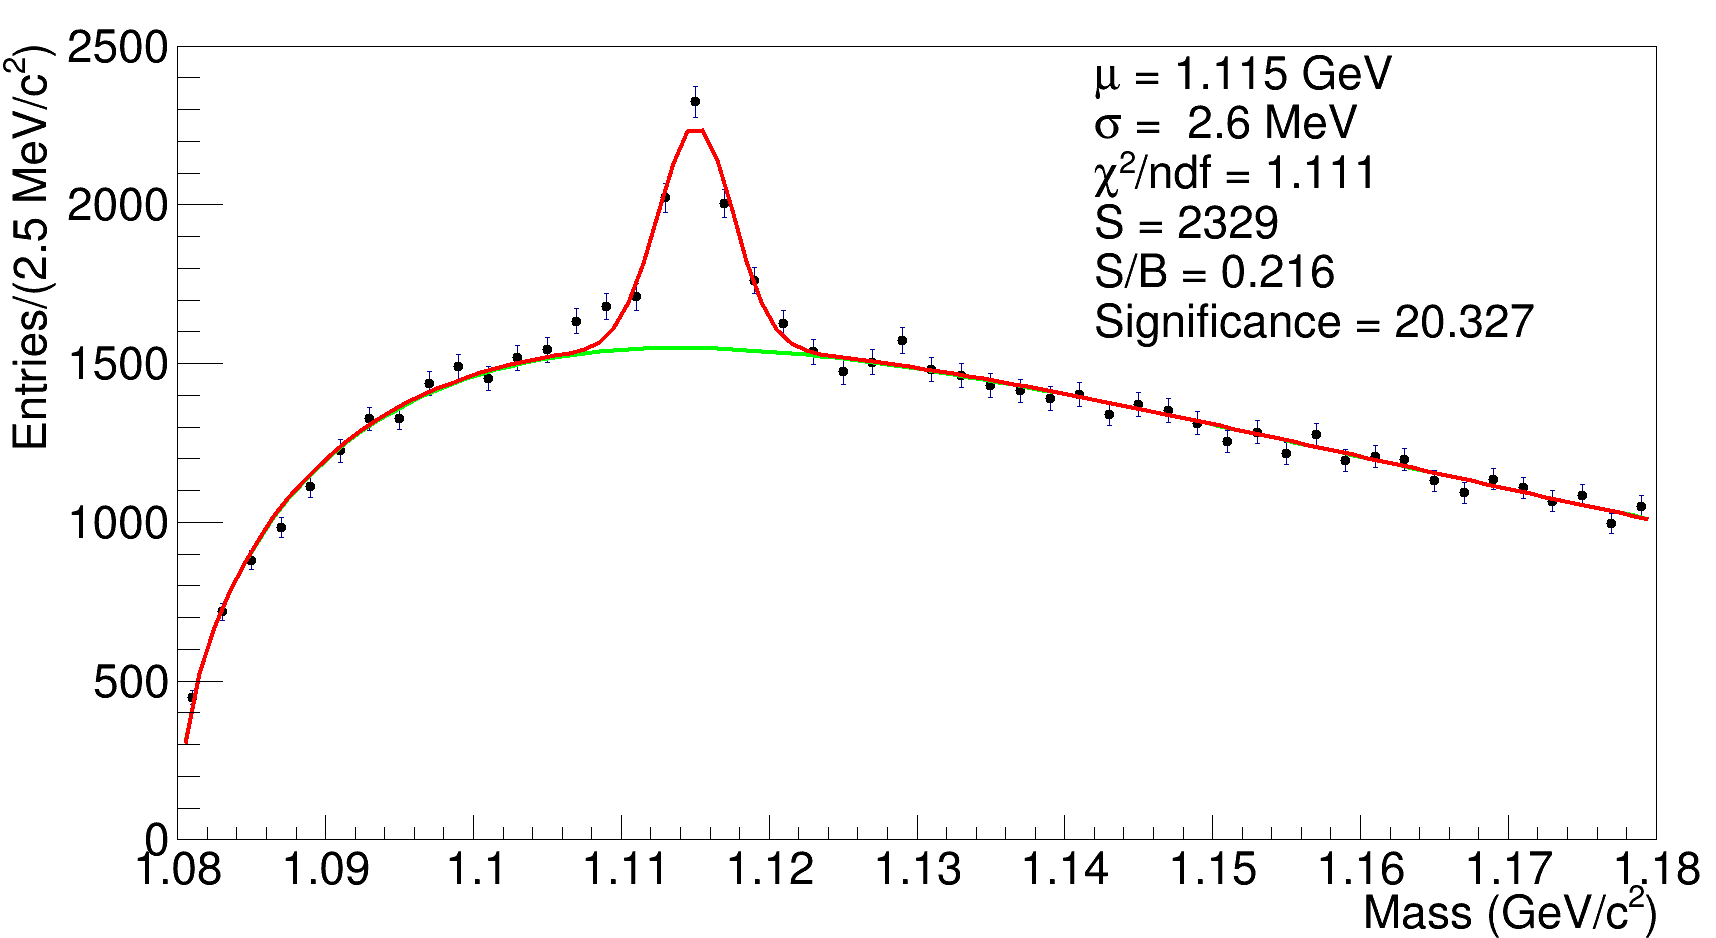 Entries/(2.5 MeV/c²)
2500
2000
1500
1000
500
0
μ = 1.115 GeV
σ = 2.6 MeV
χ²/ndf = 1.111
S = 2329
S/B = 0.216
Significance = 20.327
1.08 1.09 1.1 1.11 1.12 1.13 1.14 1.15 1.16 1.17 1.18
Mass (GeV/c²)